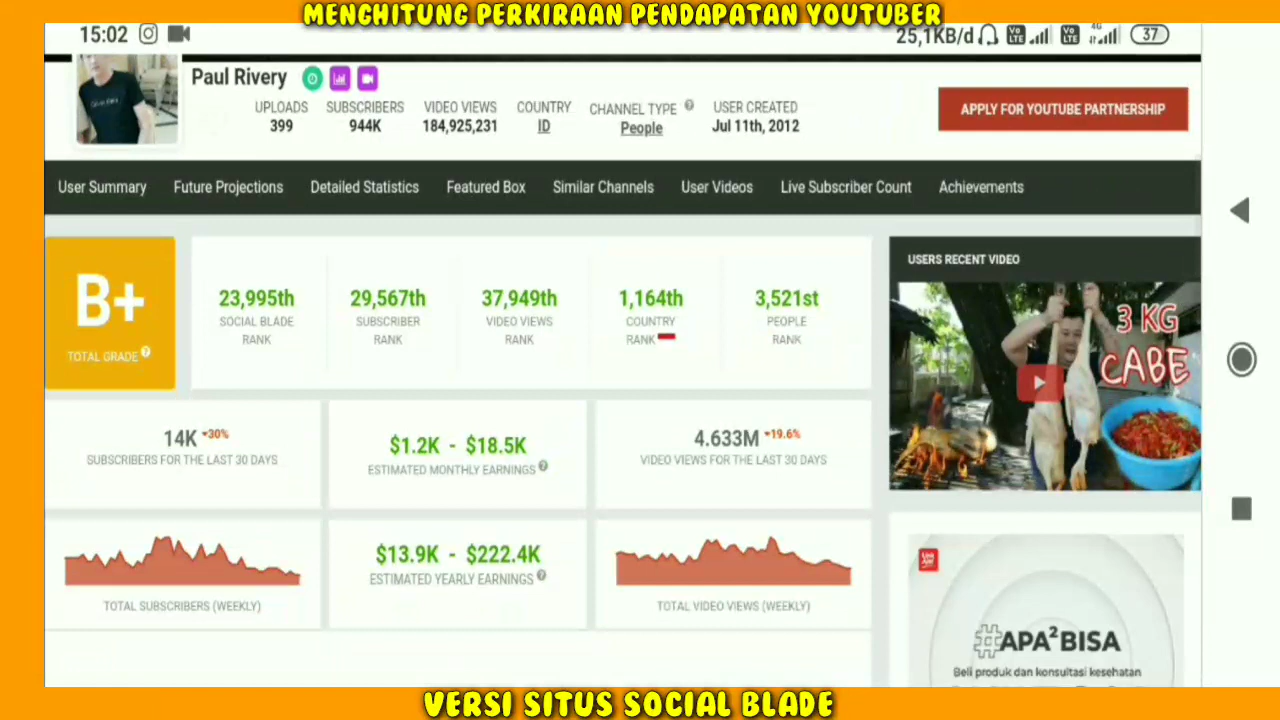 MENGHITUNG PERKIRAAN PENDAPATAN YOUTUBER
15:02
25,1KB/d
Vo LTE
Vo LTE
4G
37
Paul Rivery
UPLOADS
399
SUBSCRIBERS
944K
VIDEO VIEWS
184,925,231
COUNTRY
ID
CHANNEL TYPE
People
USER CREATED
Jul 11th, 2012
APPLY FOR YOUTUBE PARTNERSHIP
User Summary
Future Projections
Detailed Statistics
Featured Box
Similar Channels
User Videos
Live Subscriber Count
Achievements
B+
TOTAL GRADE
23,995th
SOCIAL BLADE
RANK
29,567th
SUBSCRIBER
RANK
37,949th
VIDEO VIEWS
RANK
1,164th
COUNTRY
RANK
3,521st
PEOPLE
RANK
USERS RECENT VIDEO
3 KG
CABE
14K -30%
SUBSCRIBERS FOR THE LAST 30 DAYS
$1.2K - $18.5K
ESTIMATED MONTHLY EARNINGS
4.633M -19.6%
VIDEO VIEWS FOR THE LAST 30 DAYS
TOTAL SUBSCRIBERS (WEEKLY)
$13.9K - $222.4K
ESTIMATED YEARLY EARNINGS
TOTAL VIDEO VIEWS (WEEKLY)
#APA²BISA
Beli produk dan konsultasi kesehatan
VERSI SITUS SOCIAL BLADE